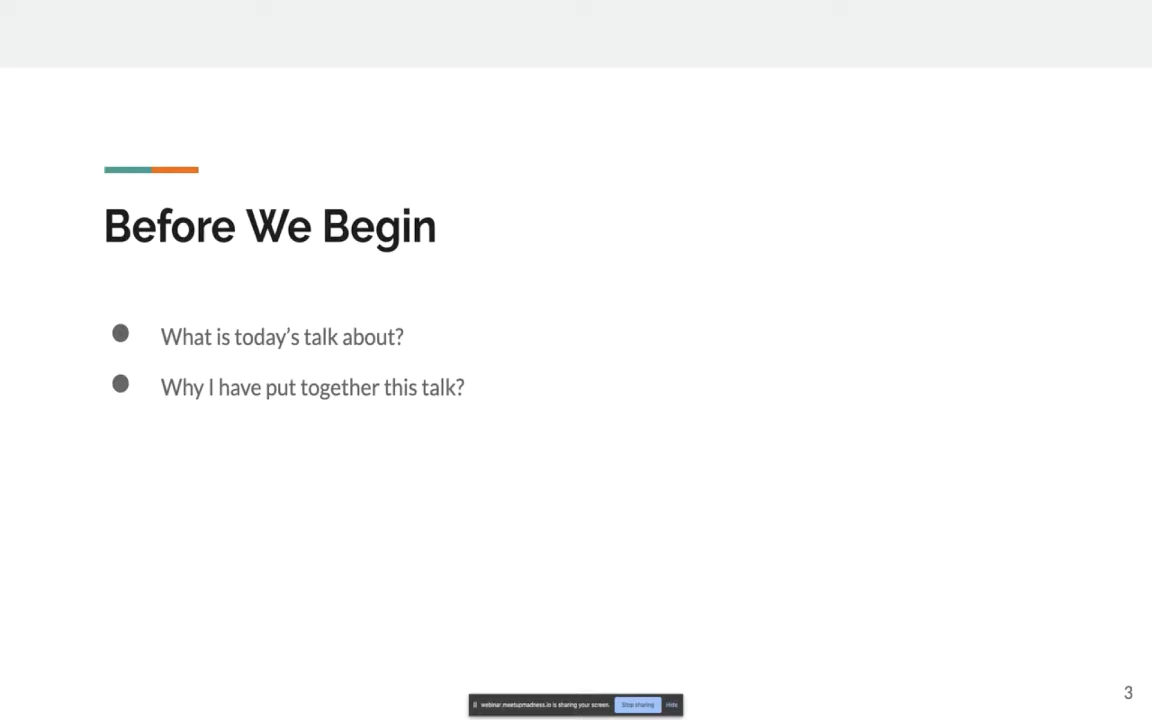 Before We Begin
What is today's talk about?
Why I have put together this talk?
3
webinar.meetupmadness.io is sharing your screen. Stop sharing Hide